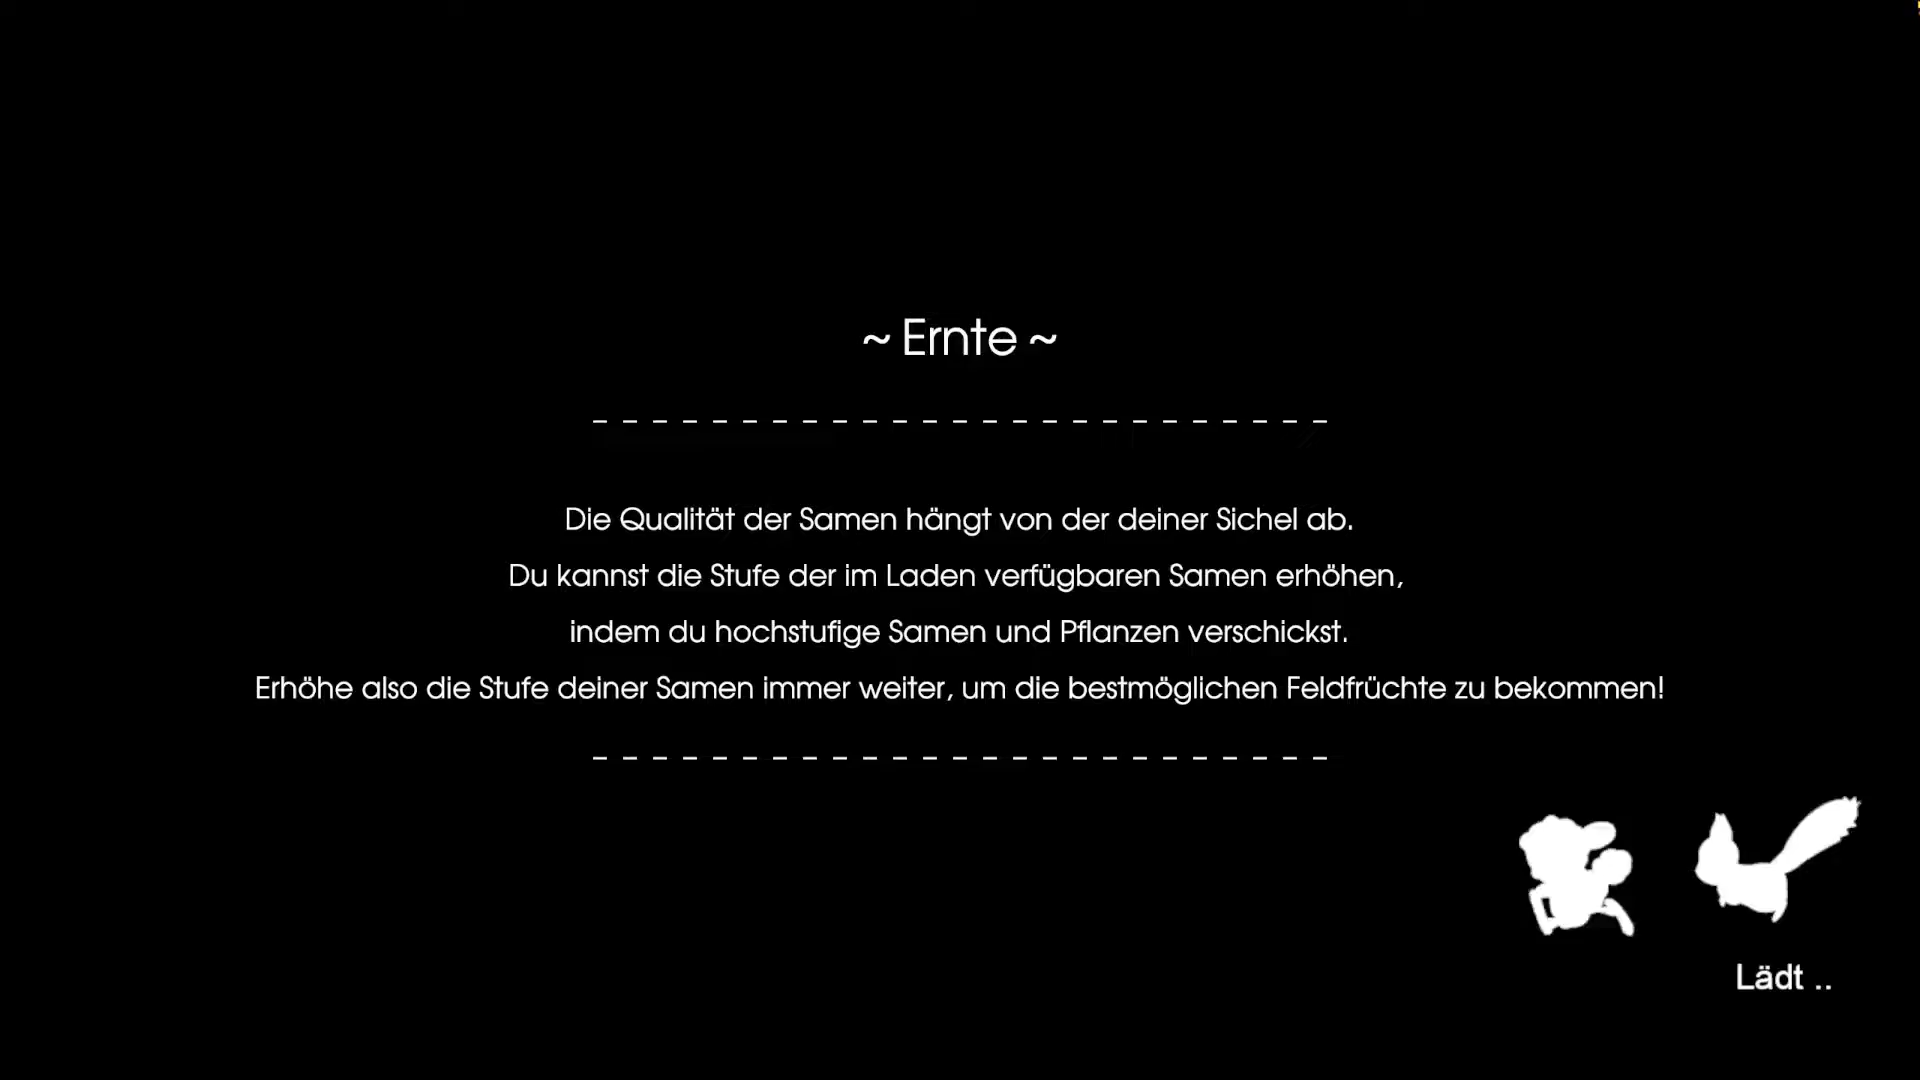 ~ Ernte ~
Die Qualität der Samen hängt von der deiner Sichel ab.
Du kannst die Stufe der im Laden verfügbaren Samen erhöhen,
indem du hochstufige Samen und Pflanzen verschickst.
Erhöhe also die Stufe deiner Samen immer weiter, um die bestmöglichen Feldfrüchte zu bekommen!
Lädt ..